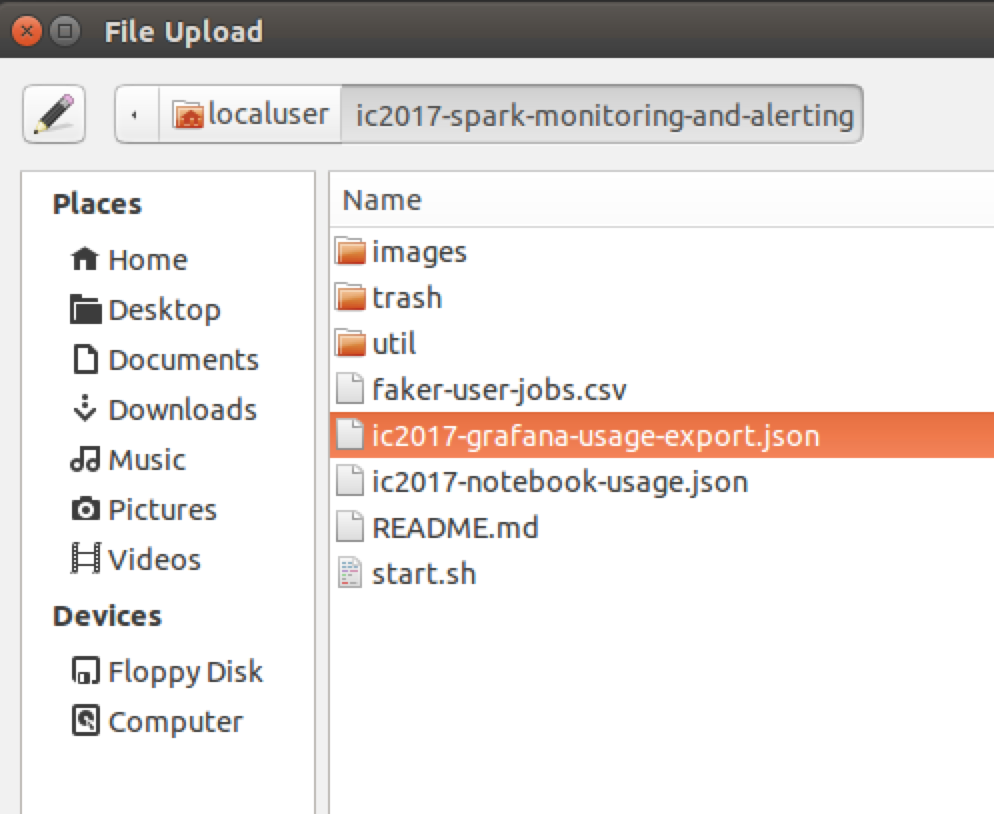 File Upload
localuser ic2017-spark-monitoring-and-alerting
Places
Home
Desktop
Documents
Downloads
Music
Pictures
Videos
Devices
Floppy Disk
Computer
Name
images
trash
util
faker-user-jobs.csv
ic2017-grafana-usage-export.json
ic2017-notebook-usage.json
README.md
start.sh